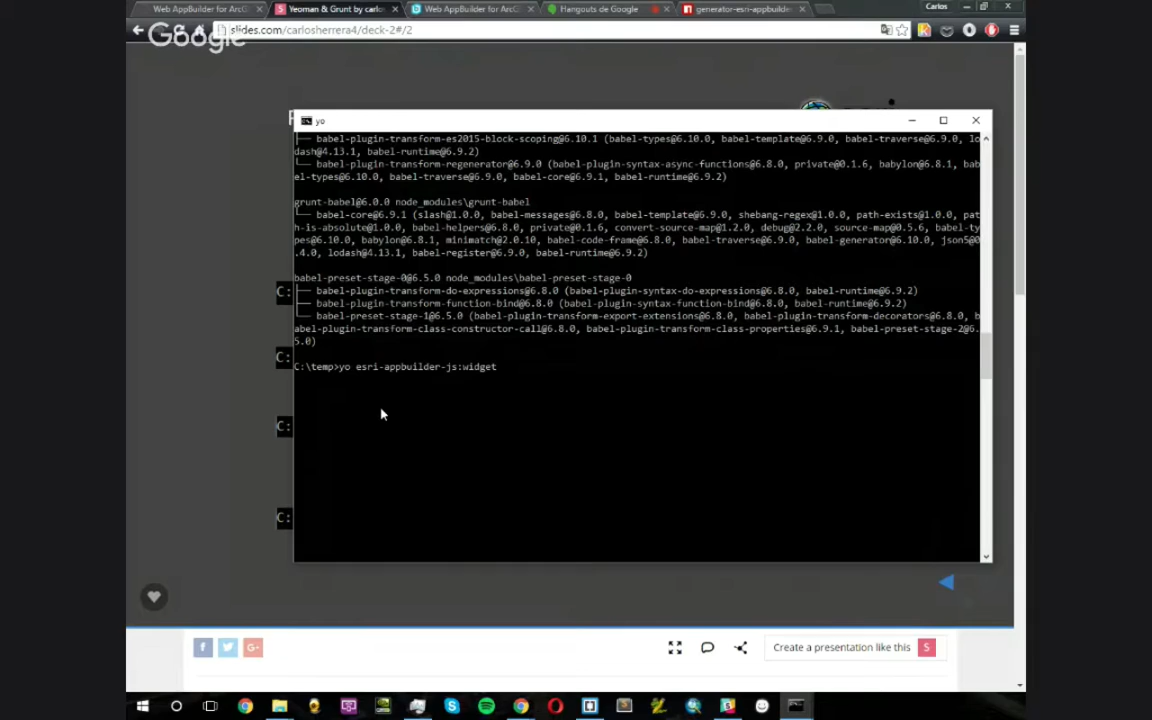 Web AppBuilder for ArcG
Yeoman & Grunt by carlo
Web AppBuilder for ArcG
Hangouts de Google
generator-esri-appbuilde
Carlos
slides.com/carlosherrera4/deck-2#/2
Google
yo
babel-plugin-transform-es2015-block-scoping@6.10.1 (babel-types@6.10.0, babel-template@6.9.0, babel-traverse@6.9.0, lo
dash@4.13.1, babel-runtime@6.9.2)
babel-plugin-transform-regenerator@6.9.0 (babel-plugin-syntax-async-functions@6.8.0, private@0.1.6, babylon@6.8.1, bab
el-types@6.10.0, babel-traverse@6.9.0, babel-core@6.9.1, babel-runtime@6.9.2)
grunt-babel@6.0.0 node_modules\grunt-babel
babel-core@6.9.1 (slash@1.0.0, babel-messages@6.8.0, babel-template@6.9.0, shebang-regex@1.0.0, path-exists@1.0.0, pat
h-is-absolute@1.0.0, babel-helpers@6.8.0, private@0.1.6, convert-source-map@1.2.0, debug@2.2.0, source-map@0.5.6, babel-ty
pes@6.10.0, babylon@6.8.1, minimatch@2.0.10, babel-code-frame@6.8.0, babel-traverse@6.9.0, babel-generator@6.10.0, json5@0
.4.0, lodash@4.13.1, babel-register@6.9.0, babel-runtime@6.9.2)
babel-preset-stage-0@6.5.0 node_modules\babel-preset-stage-0
babel-plugin-transform-do-expressions@6.8.0 (babel-plugin-syntax-do-expressions@6.8.0, babel-runtime@6.9.2)
babel-plugin-transform-function-bind@6.8.0 (babel-plugin-syntax-function-bind@6.8.0, babel-runtime@6.9.2)
babel-preset-stage-1@6.5.0 (babel-plugin-transform-export-extensions@6.8.0, babel-plugin-transform-decorators@6.8.0, b
abel-plugin-transform-class-constructor-call@6.8.0, babel-plugin-transform-class-properties@6.9.1, babel-preset-stage-2@6.
5.0)
C:\temp>yo esri-appbuilder-js:widget
C:
C:
C:
C:
Create a presentation like this
S